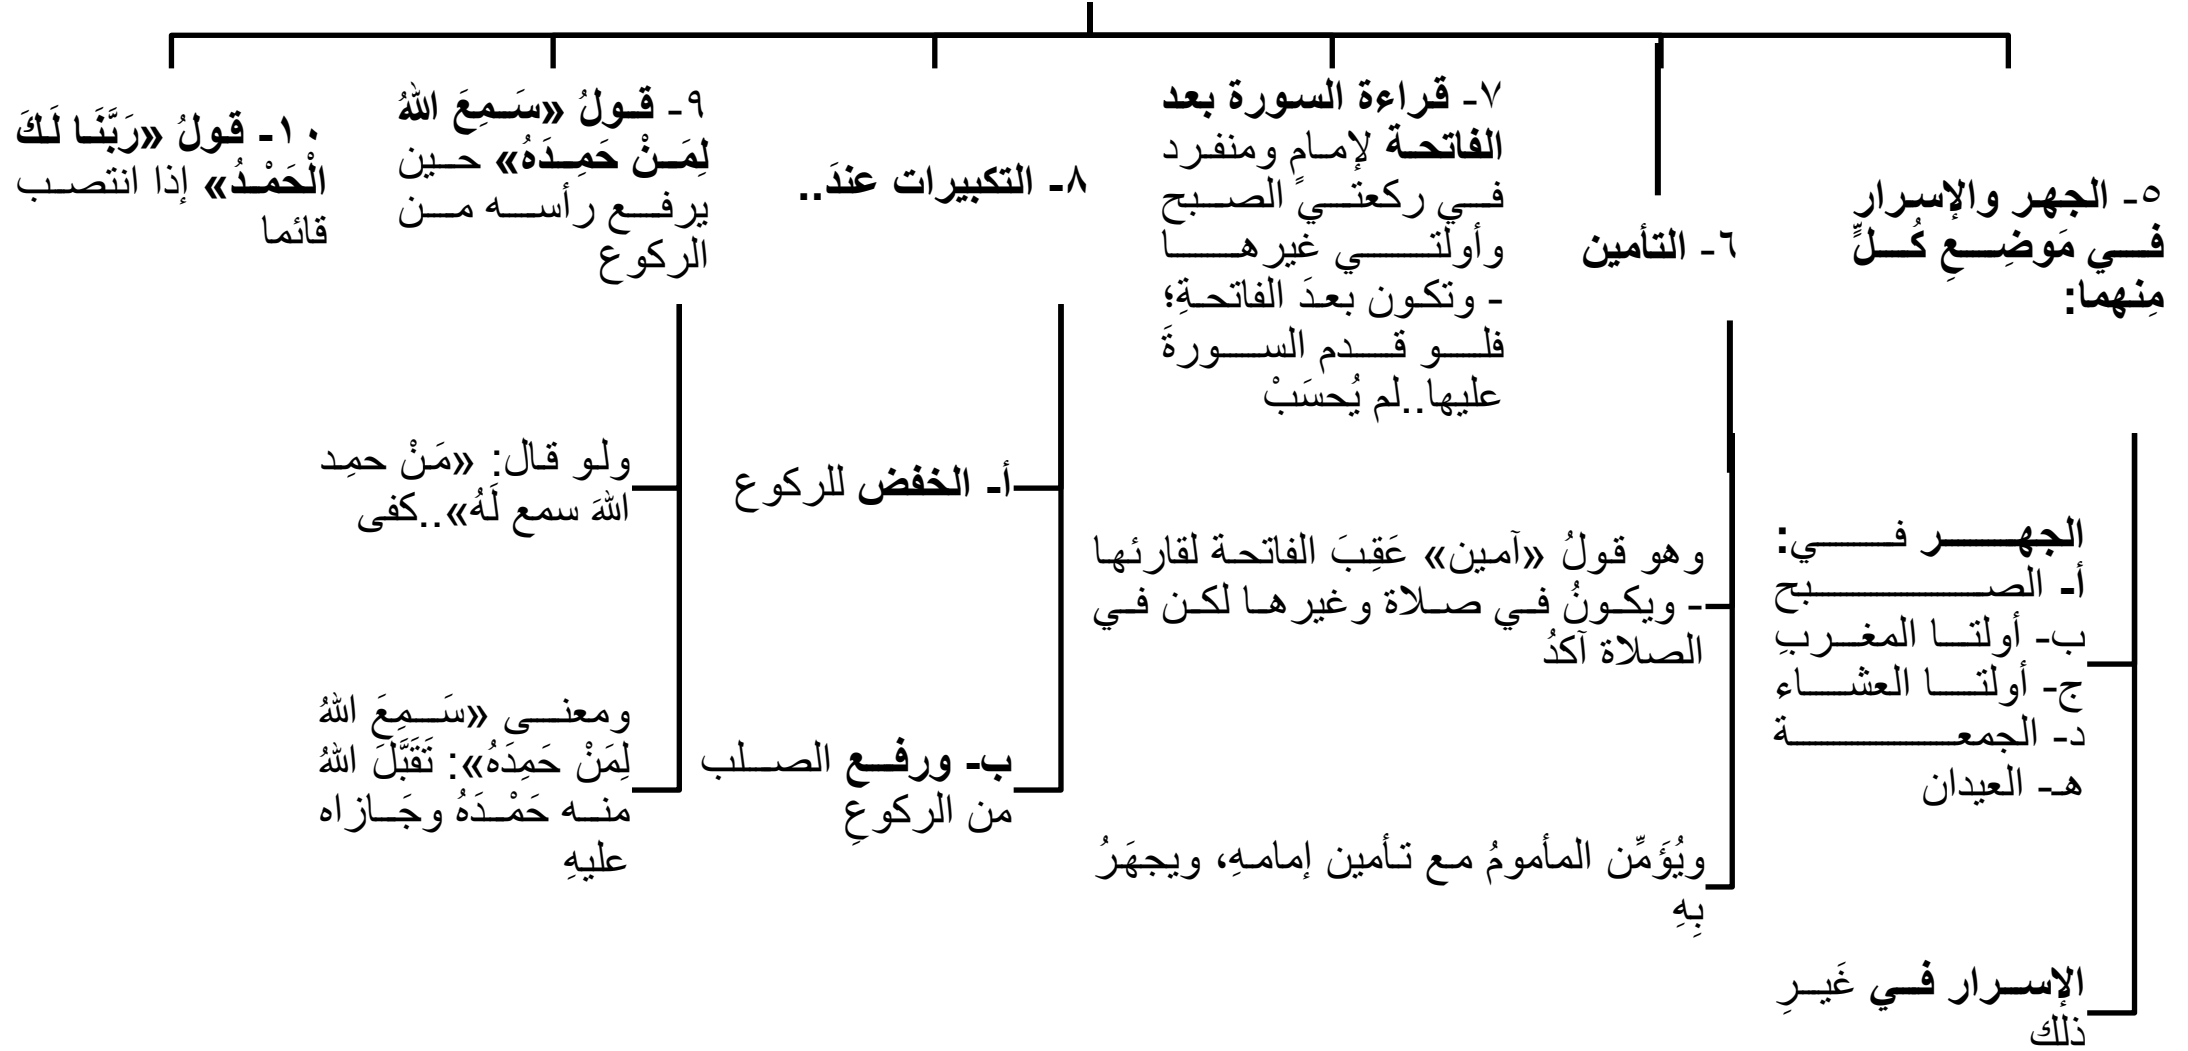 ٥- الجهر والإسرار
في مَوضِعِ كُلٍّ
مِنهما:
الجهر في:
أ- الصبح
ب- أولتا المغربِ
ج- أولتا العشاء
د- الجمعة
هـ- العيدان
الإسرار في غَيرِ
ذلك
٦- التأمين
وهو قولُ «آمين» عَقِبَ الفاتحة لقارئها
- ويكونُ في صلاة وغيرها لكن في
الصلاة آكدُ
ويُؤَمِّن المأمومُ مع تأمين إمامهِ، ويجهَرُ
بِهِ
٧- قراءة السورة بعد
الفاتحة لإمامٍ ومنفرد
في ركعتي الصبح
وأولتي غيرها
- وتكون بعدَ الفاتحةِ؛
فلو قدم السورةَ
عليها..لم يُحسَبْ
٨- التكبيرات عندَ..
أ- الخفض للركوع
ب- ورفع الصلب
من الركوعِ
٩- قولُ «سَمِعَ اللهُ
لِمَنْ حَمِدَهُ» حين
يرفع رأسه من
الركوع
ولو قال: «مَنْ حمِد
اللهَ سمع لَهُ»..كفى
ومعنى «سَمِعَ اللهُ
لِمَنْ حَمِدَهُ»: تَقَبَّلَ اللهُ
منه حَمْدَهُ وجَازاه
عليهِ
١٠- قولُ «رَبَّنَا لَكَ
الْحَمْدُ» إذا انتصب
قائما